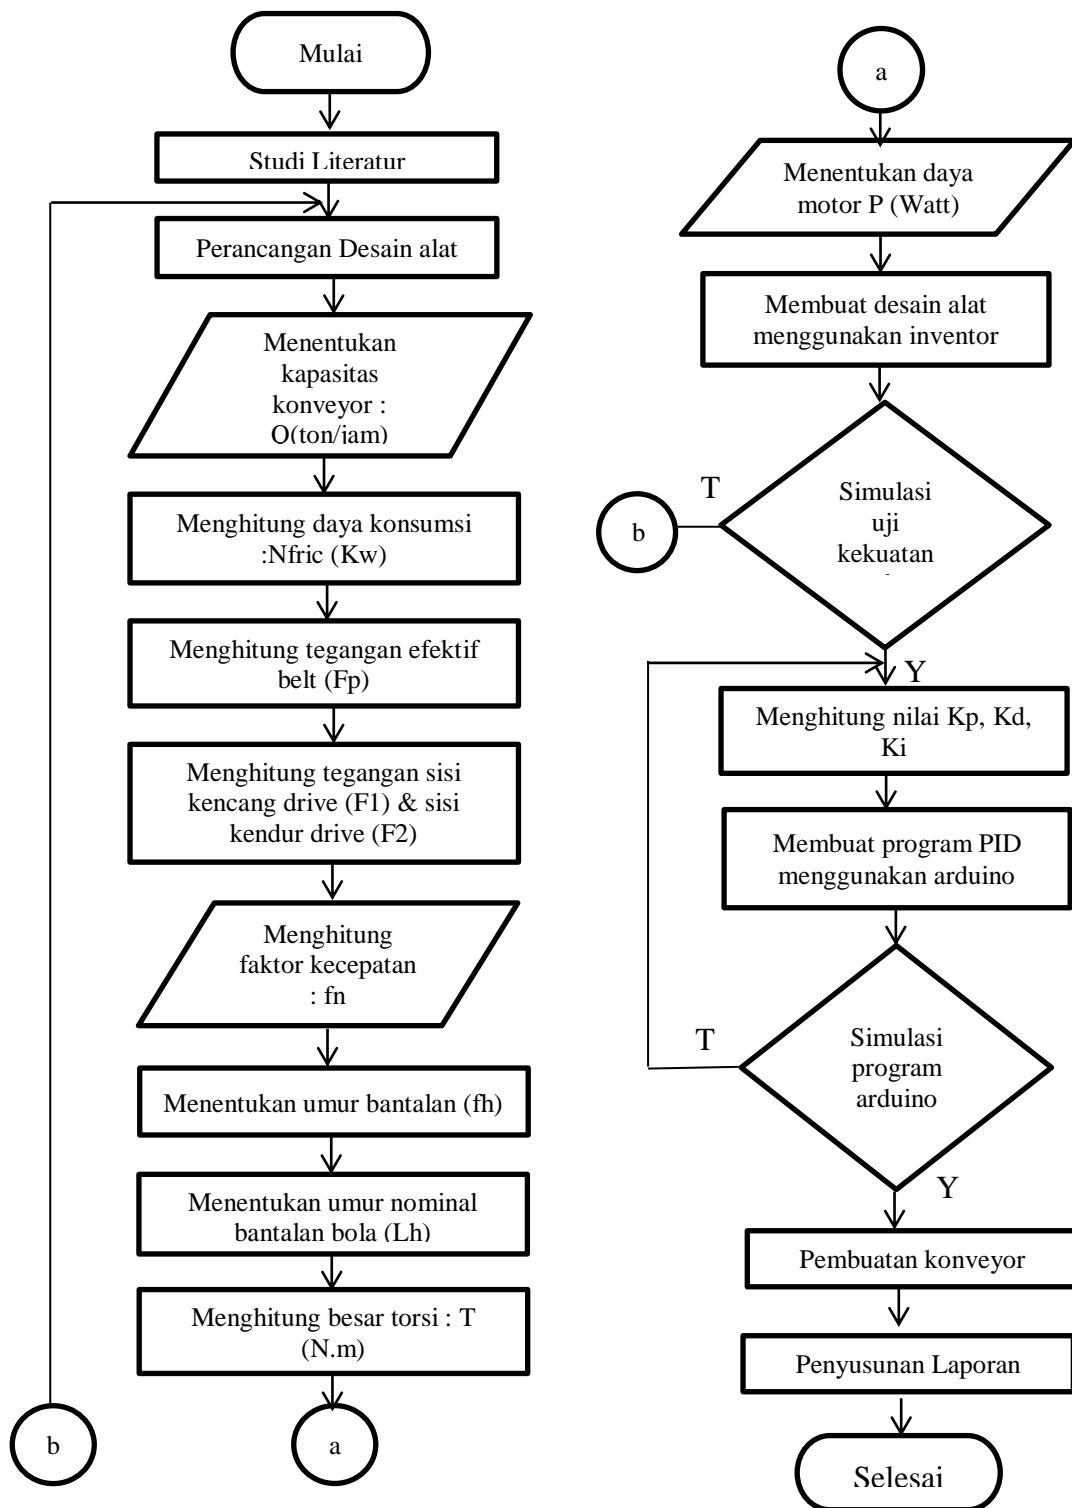 Mulai
Studi Literatur
Perancangan Desain alat
Menentukan
kapasitas
konveyor :
Q(ton/jam)
Menghitung daya konsumsi
:Nfric (Kw)
Menghitung tegangan efektif
belt (Fp)
Menghitung tegangan sisi
kencang drive (F1) & sisi
kendur drive (F2)
Menghitung
faktor kecepatan
: fn
Menentukan umur bantalan (fh)
Menentukan umur nominal
bantalan bola (Lh)
Menghitung besar torsi : T
(N.m)
b
a
a
Menentukan daya
motor P (Watt)
Membuat desain alat
menggunakan inventor
T
b
Simulasi
uji
kekuatan
Y
Menghitung nilai Kp, Kd,
Ki
Membuat program PID
menggunakan arduino
T
Simulasi
program
arduino
Y
Pembuatan konveyor
Penyusunan Laporan
Selesai